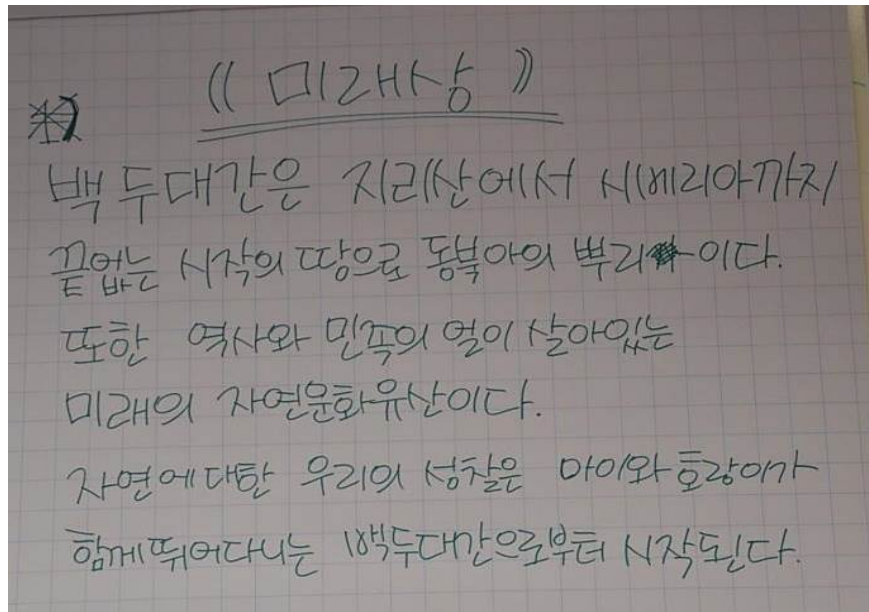 《 미래상 》
백두대간은 지리산에서 시베리아까지
끝없는 시작의 땅으로 동북아의 뿌리이다.
또한 역사와 민족의 얼이 살아있는
미래의 자연문화유산이다.
자연에대한 우리의 성찰은 아이와 호랑이가
함께뛰어다니는 백두대간으로부터 시작된다.